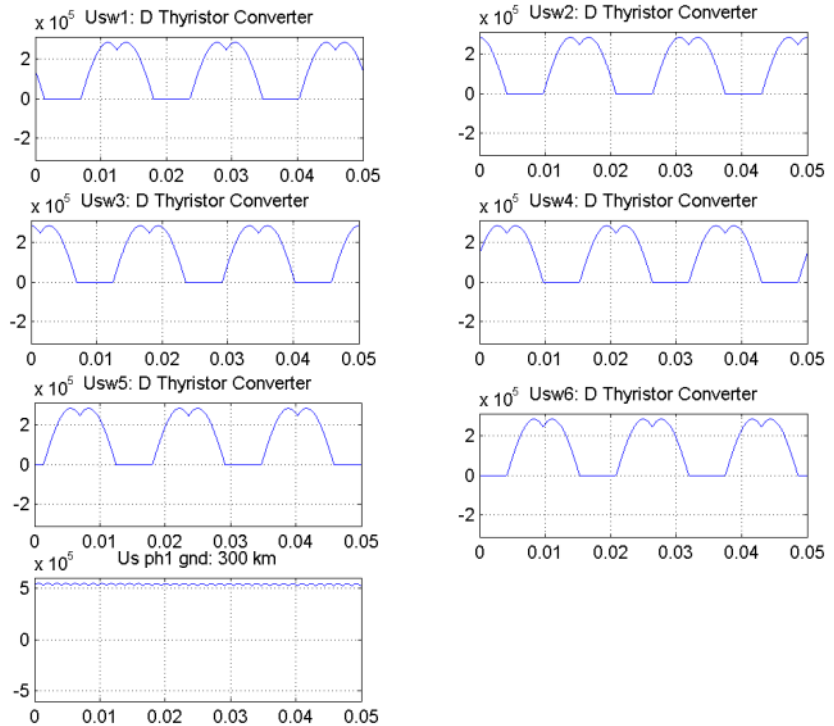 x 10^5 Usw1: D Thyristor Converter
2
0
-2
0 0.01 0.02 0.03 0.04 0.05
x 10^5 Usw2: D Thyristor Converter
2
0
-2
0 0.01 0.02 0.03 0.04 0.05
x 10^5 Usw3: D Thyristor Converter
2
0
-2
0 0.01 0.02 0.03 0.04 0.05
x 10^5 Usw4: D Thyristor Converter
2
0
-2
0 0.01 0.02 0.03 0.04 0.05
x 10^5 Usw5: D Thyristor Converter
2
0
-2
0 0.01 0.02 0.03 0.04 0.05
x 10^5 Usw6: D Thyristor Converter
2
0
-2
0 0.01 0.02 0.03 0.04 0.05
x 10^5 Us ph1 gnd: 300 km
5
0
-5
0 0.01 0.02 0.03 0.04 0.05